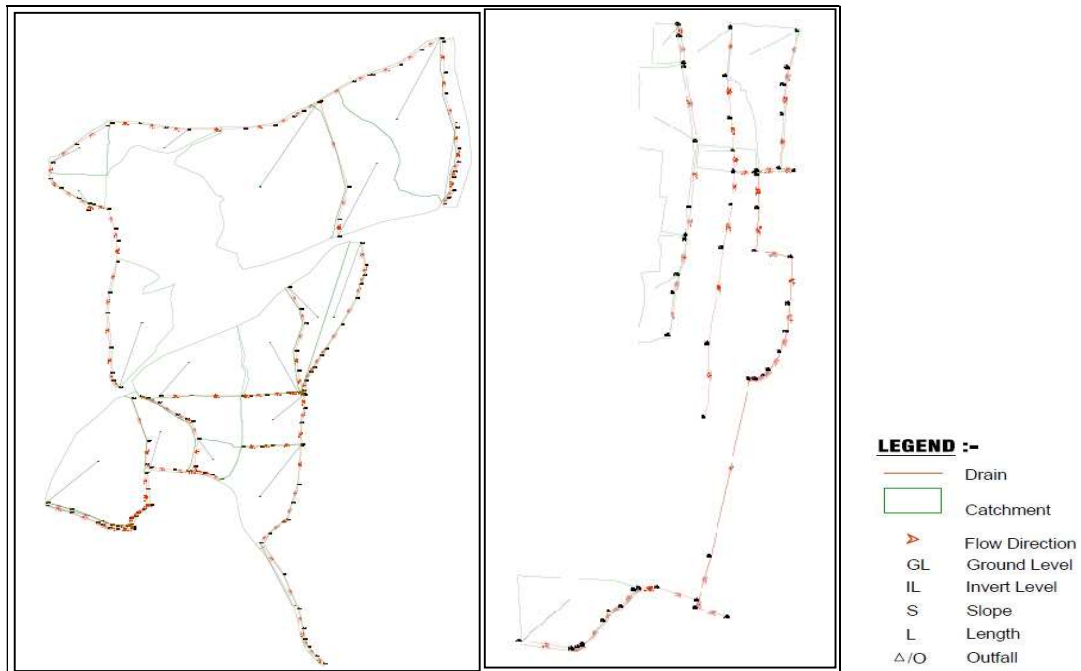 LEGEND :-
Drain
Catchment
Flow Direction
GL Ground Level
IL Invert Level
S Slope
L Length
△/O Outfall